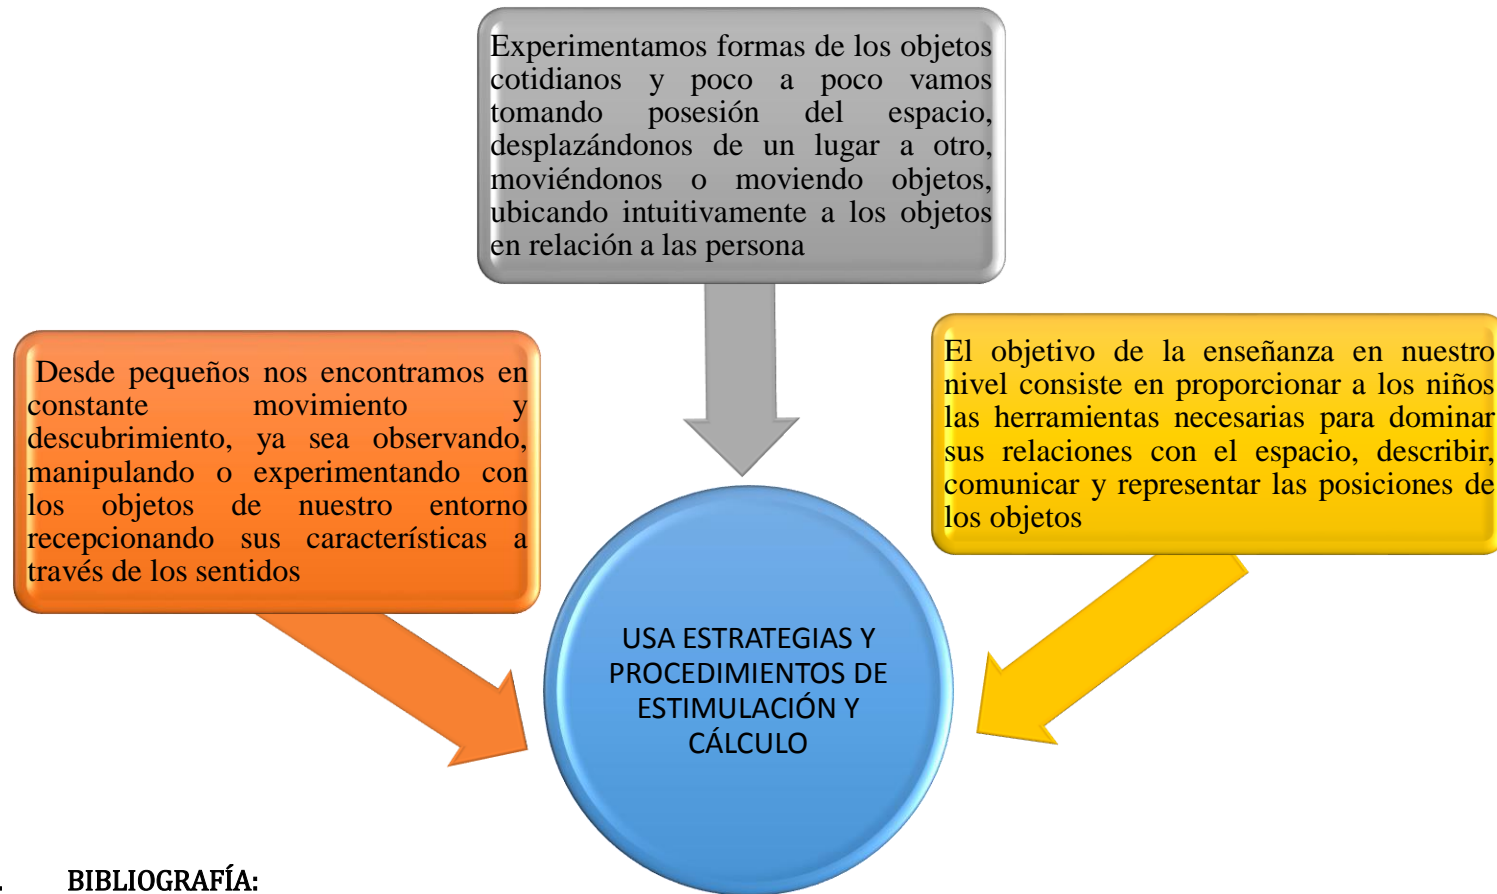 Experimentamos formas de los objetos
cotidianos y poco a poco vamos
tomando posesión del espacio,
desplazándonos de un lugar a otro,
moviéndonos o moviendo objetos,
ubicando intuitivamente a los objetos
en relación a las persona
Desde pequeños nos encontramos en
constante movimiento y
descubrimiento, ya sea observando,
manipulando o experimentando con
los objetos de nuestro entorno
recepcionando sus características a
través de los sentidos
El objetivo de la enseñanza en nuestro
nivel consiste en proporcionar a los niños
las herramientas necesarias para dominar
sus relaciones con el espacio, describir,
comunicar y representar las posiciones de
los objetos
USA ESTRATEGIAS Y
PROCEDIMIENTOS DE
ESTIMULACIÓN Y
CÁLCULO
. BIBLIOGRAFÍA: